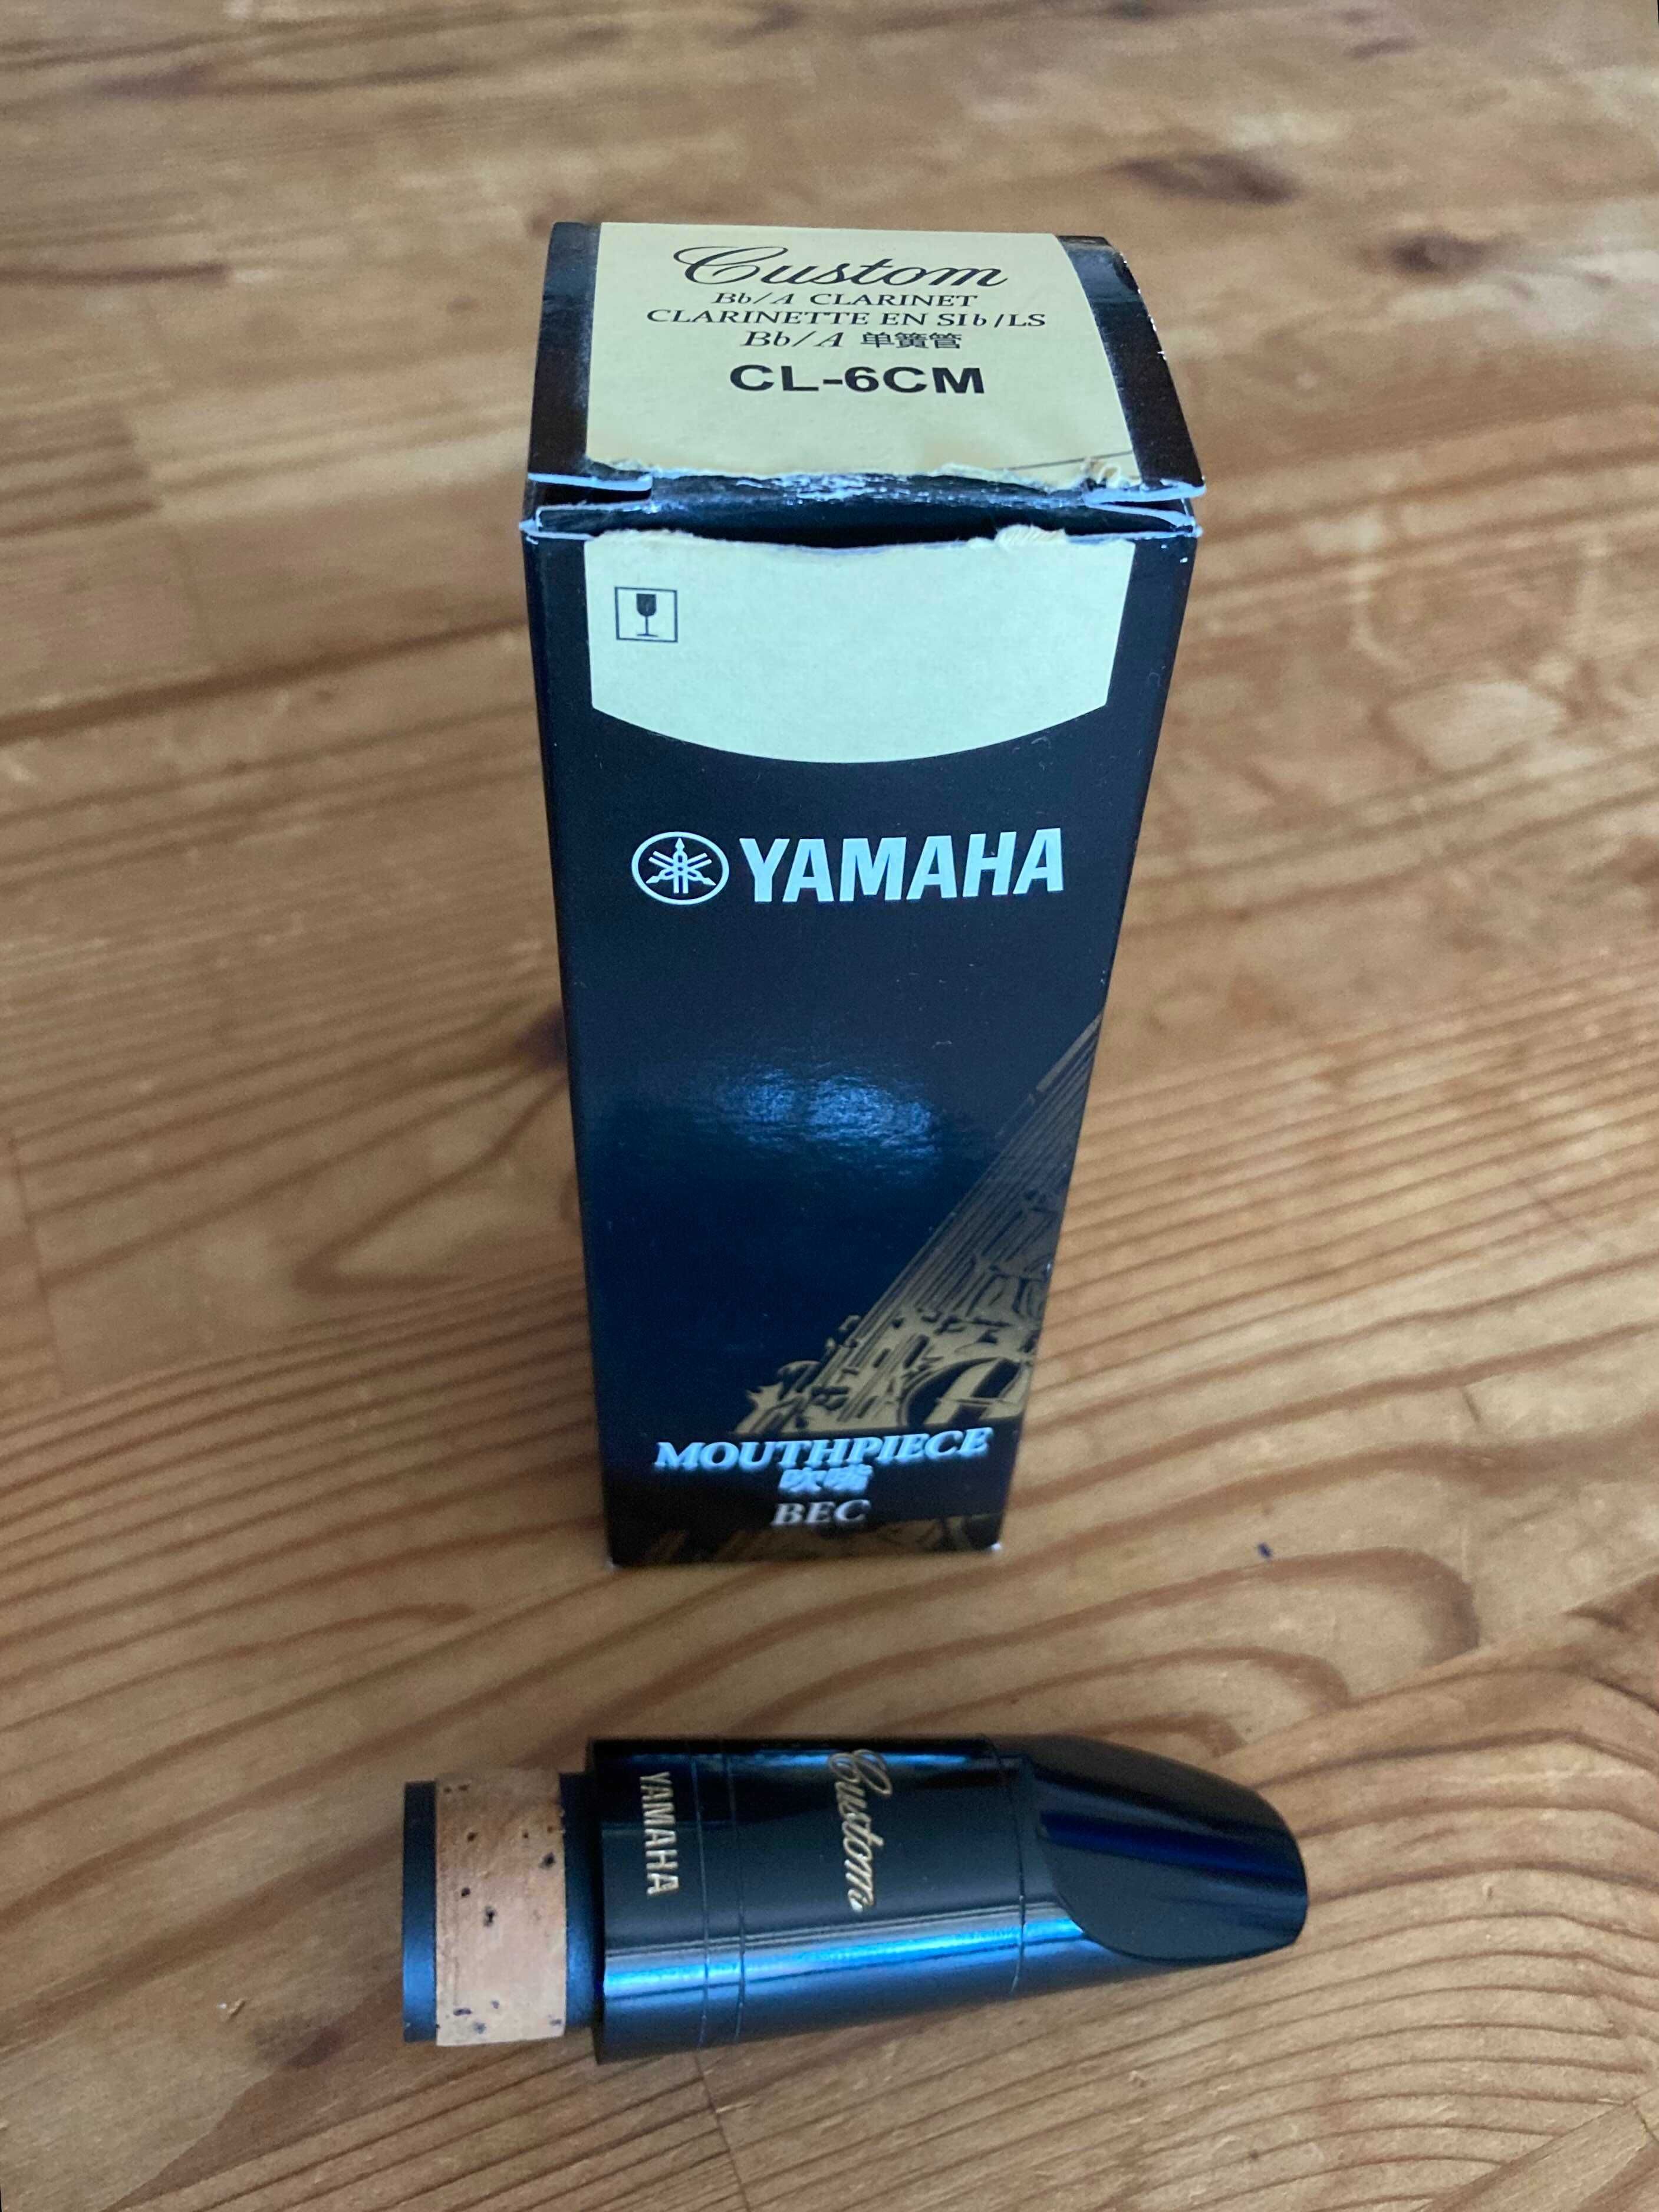 Custom
Bb/A CLARINET
CLARINETTE EN SIb/LS
Bb/A 单簧管
CL-6CM
YAMAHA
MOUTHPIECE
吹嘴
BEC
Custom
YAMAHA